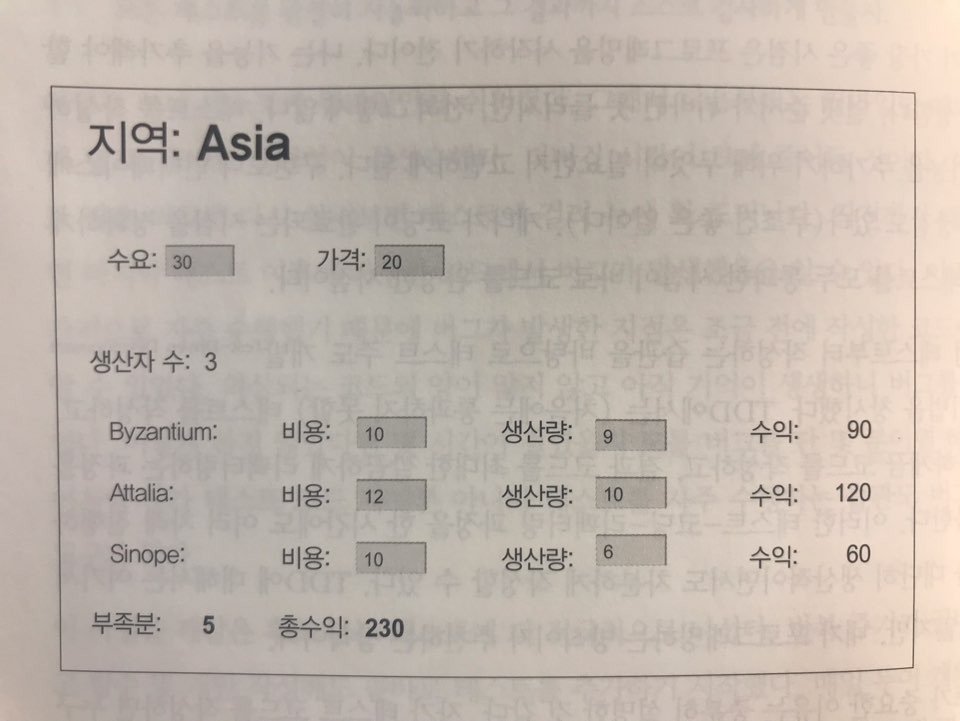 지역: Asia
수요: 30 가격: 20
생산자 수: 3
Byzantium: 비용: 10 생산량: 9 수익: 90
Attalia: 비용: 12 생산량: 10 수익: 120
Sinope: 비용: 10 생산량: 6 수익: 60
부족분: 5 총수익: 230